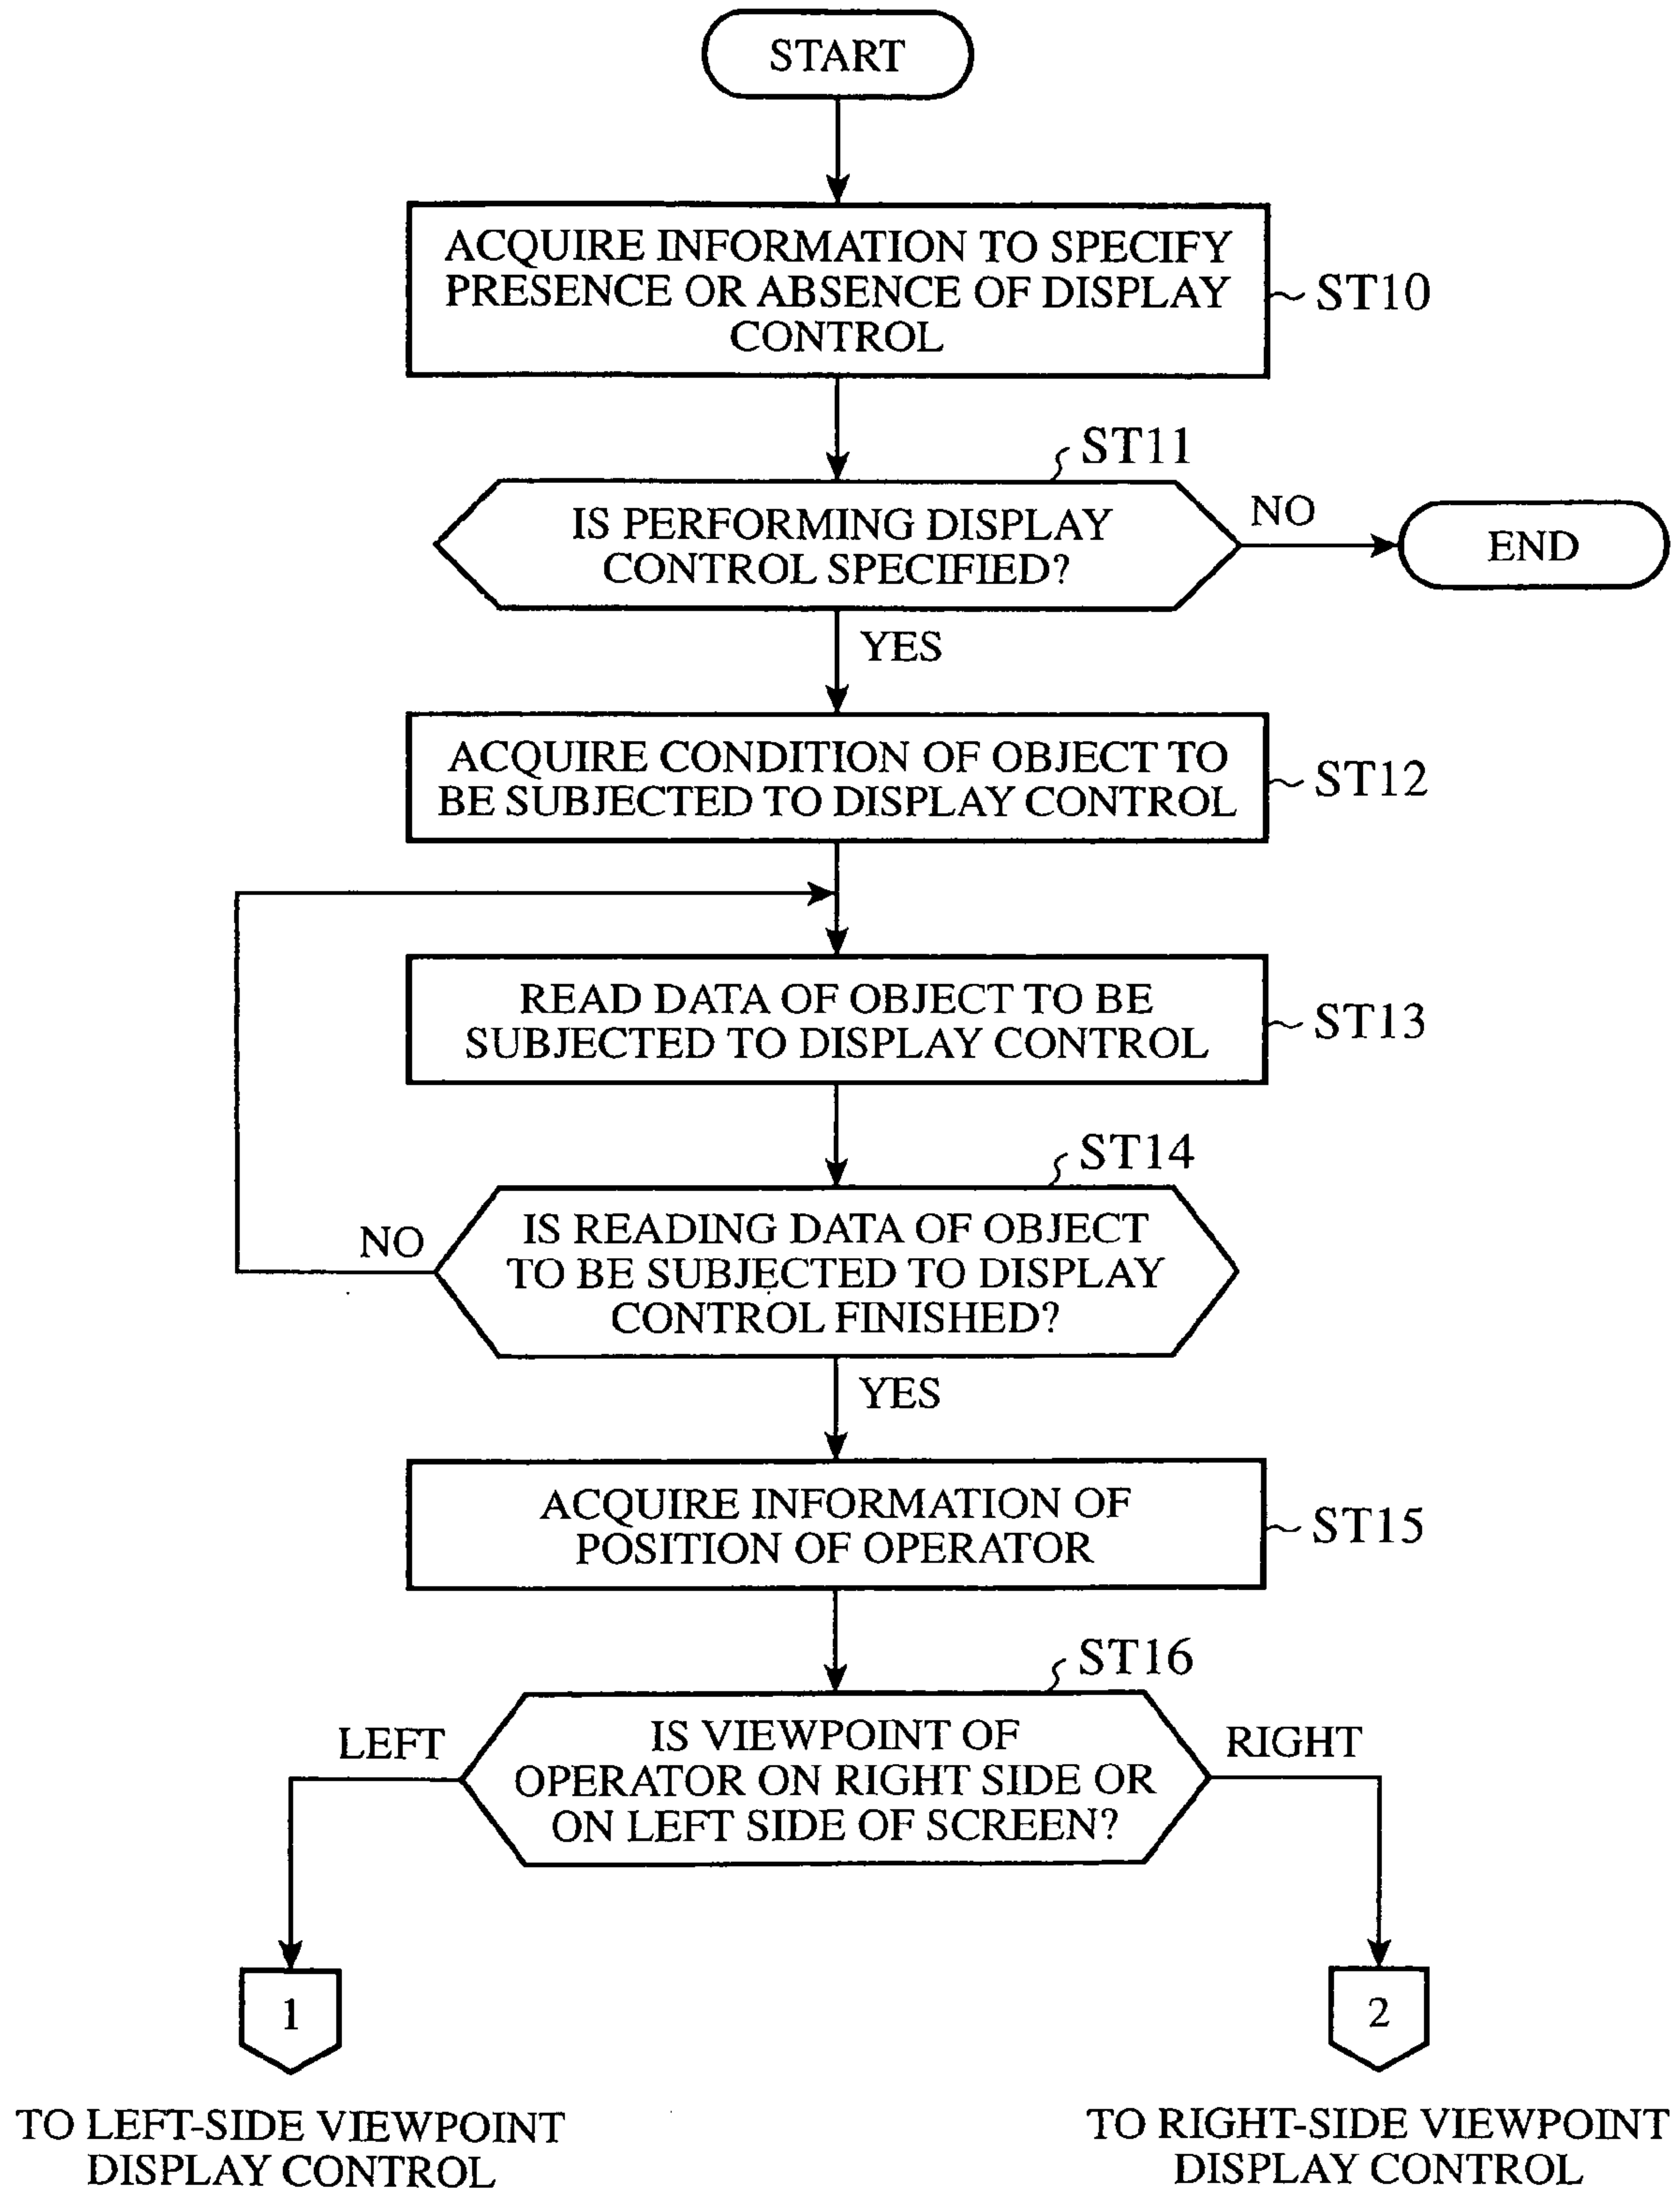 START
ACQUIRE INFORMATION TO SPECIFY
PRESENCE OR ABSENCE OF DISPLAY
CONTROL
ST10
ST11
IS PERFORMING DISPLAY
CONTROL SPECIFIED?
NO
END
YES
ACQUIRE CONDITION OF OBJECT TO
BE SUBJECTED TO DISPLAY CONTROL
ST12
READ DATA OF OBJECT TO BE
SUBJECTED TO DISPLAY CONTROL
ST13
ST14
IS READING DATA OF OBJECT
TO BE SUBJECTED TO DISPLAY
CONTROL FINISHED?
NO
YES
ACQUIRE INFORMATION OF
POSITION OF OPERATOR
ST15
ST16
IS VIEWPOINT OF
OPERATOR ON RIGHT SIDE OR
ON LEFT SIDE OF SCREEN?
LEFT
RIGHT
1
2
TO LEFT-SIDE VIEWPOINT
DISPLAY CONTROL
TO RIGHT-SIDE VIEWPOINT
DISPLAY CONTROL